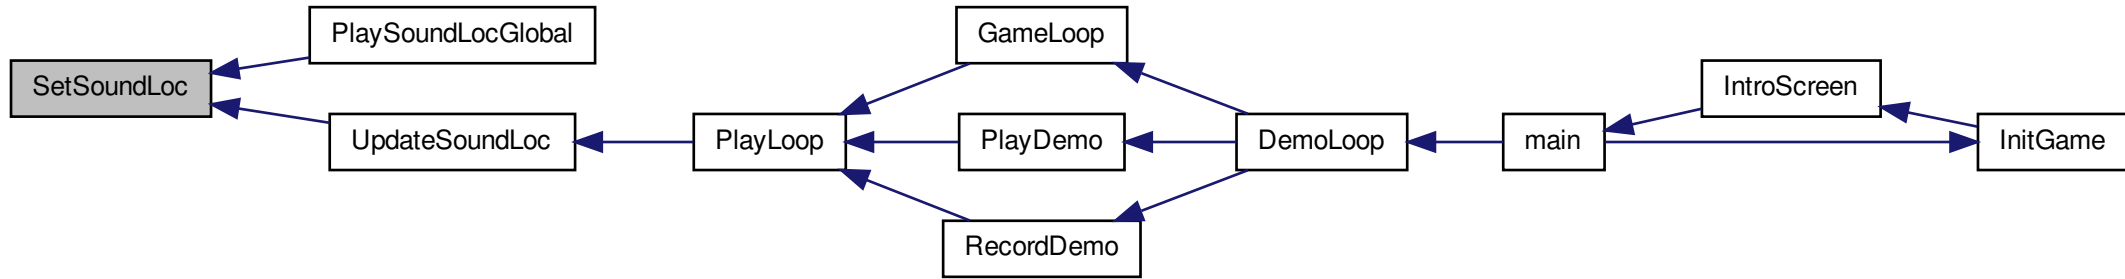 SetSoundLoc
PlaySoundLocGlobal
UpdateSoundLoc
PlayLoop
GameLoop
PlayDemo
RecordDemo
DemoLoop
main
IntroScreen
InitGame